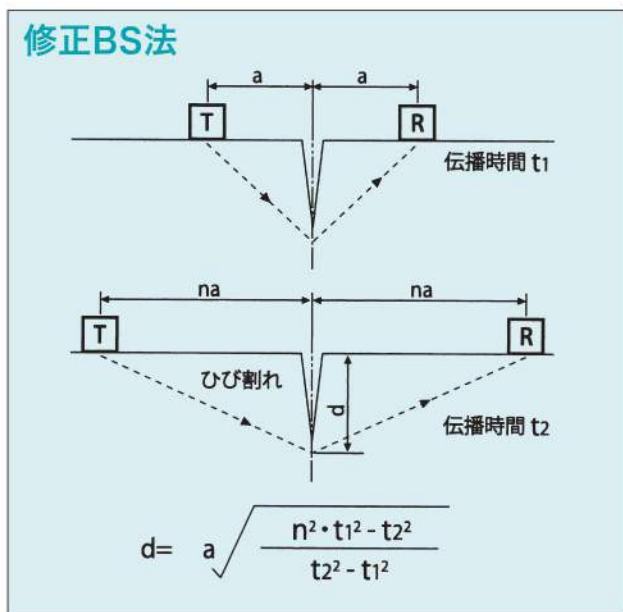 修正BS法
a a
T R
伝播時間 t1
na na
T R
ひび割れ
d
伝播時間 t2
d= a√ n²・t1² - t2²
t2² - t1²